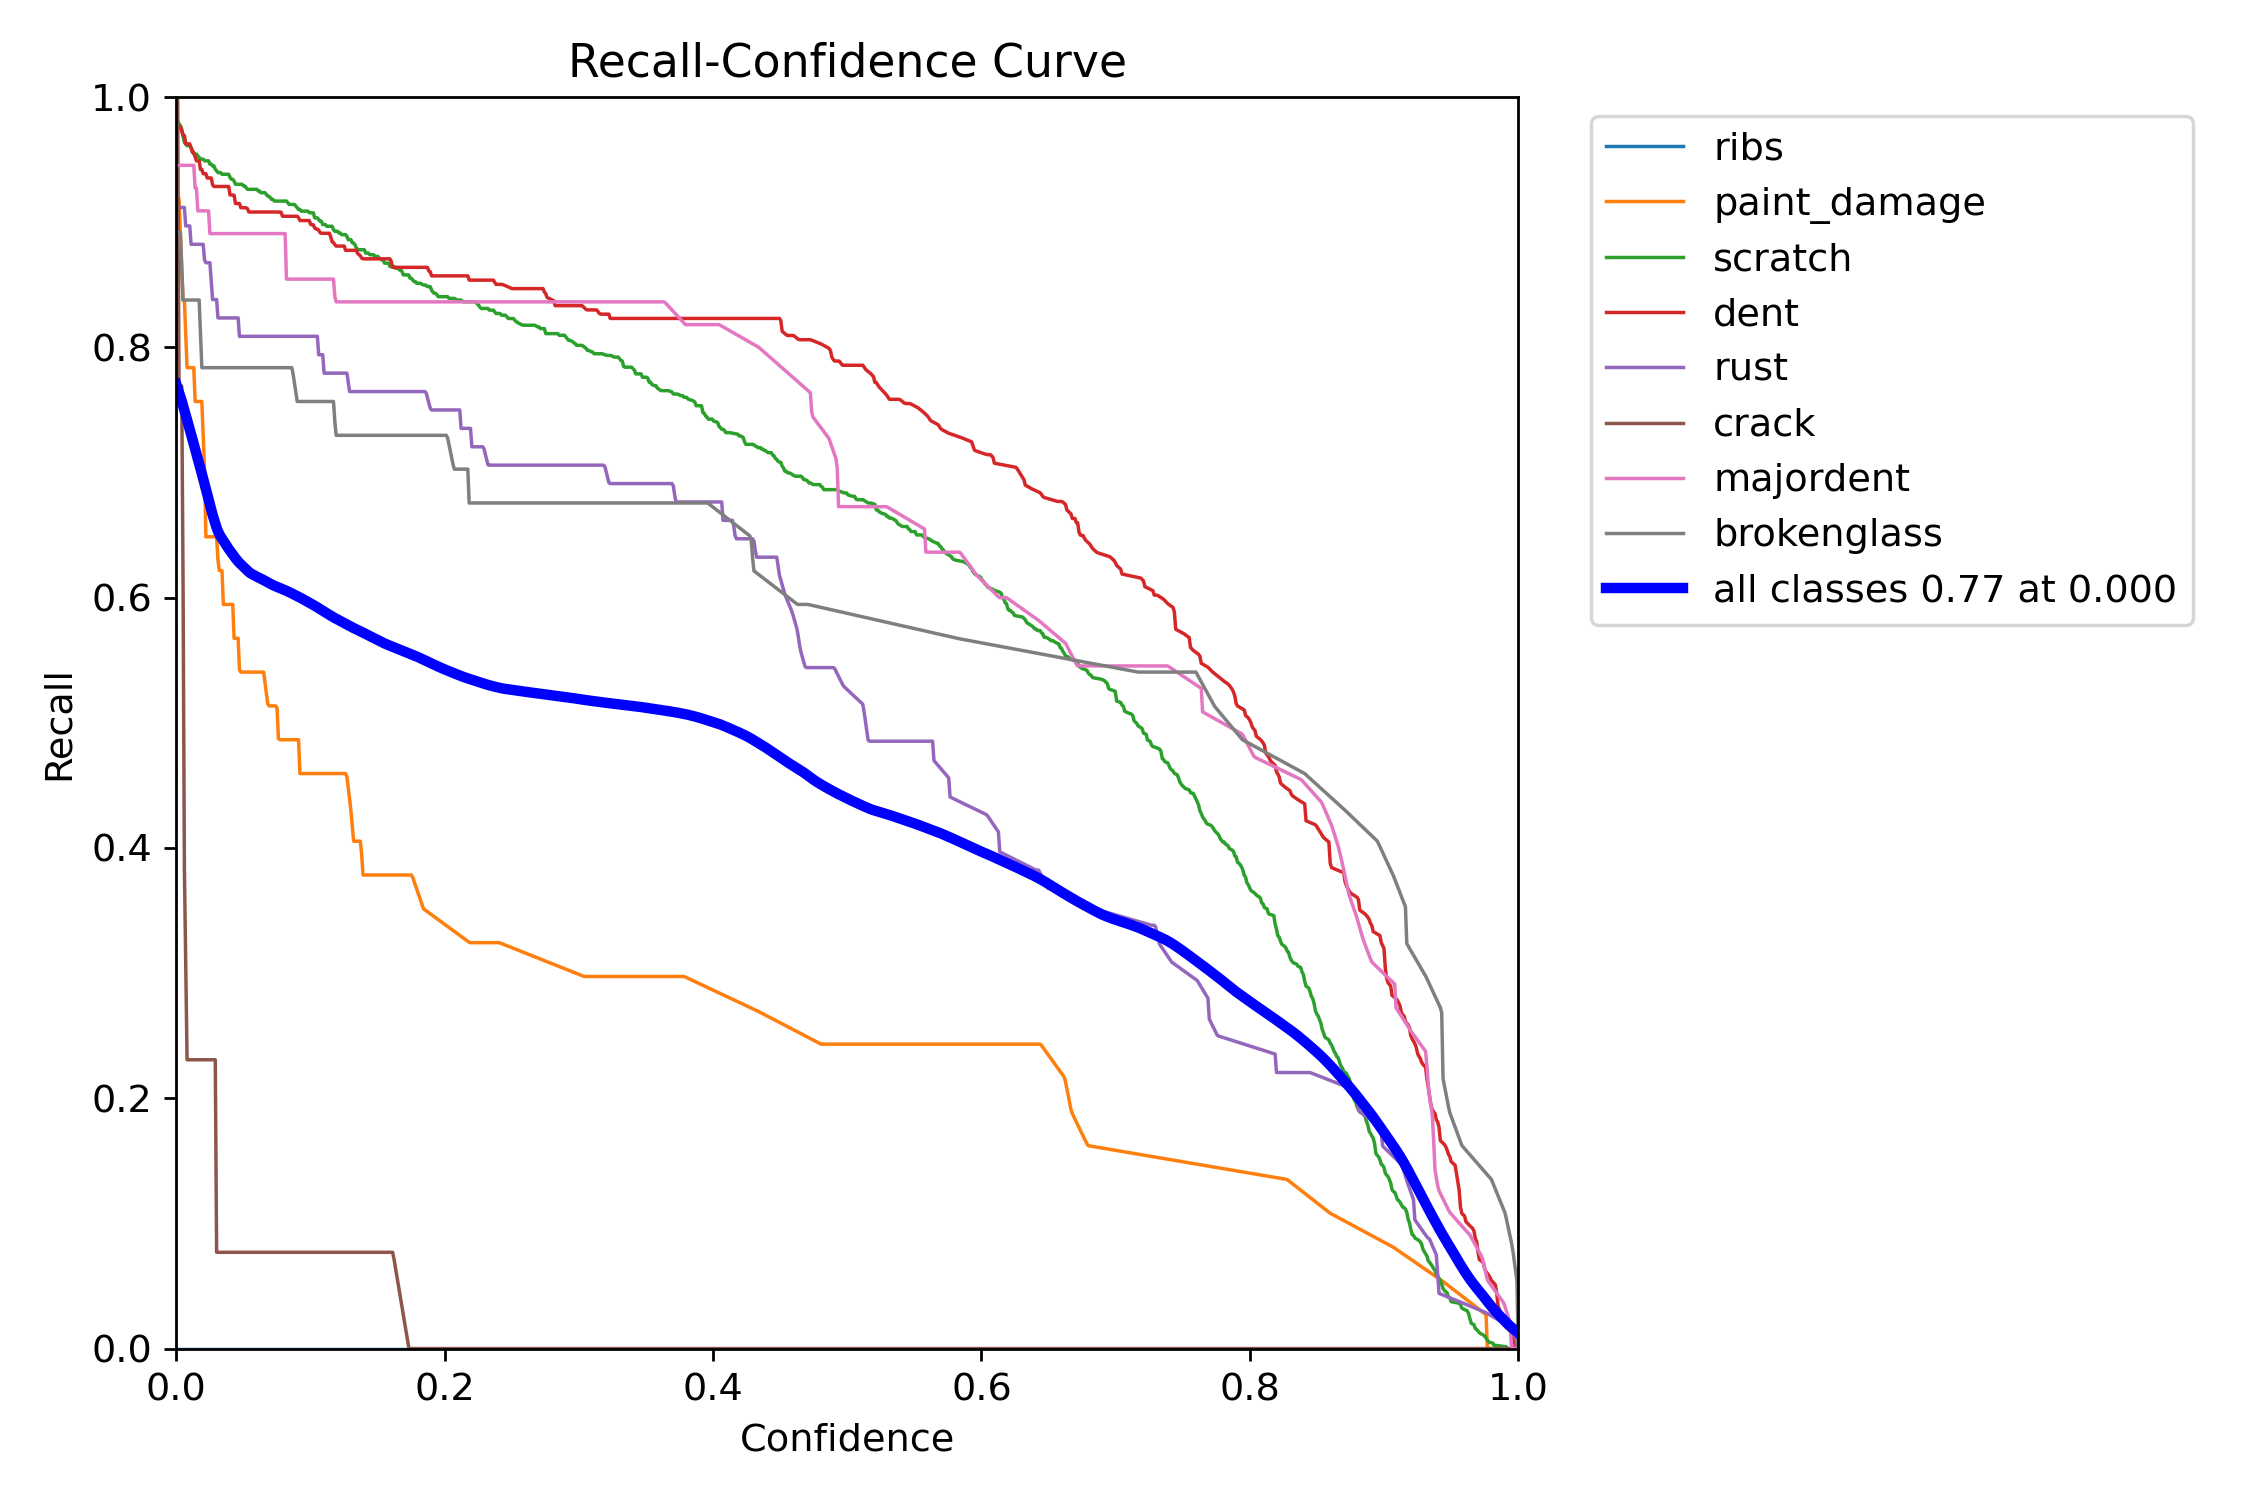 Recall-Confidence Curve
1.0
0.8
0.6
0.4
0.2
0.0
Recall
0.0 0.2 0.4 0.6 0.8 1.0
Confidence
ribs
paint_damage
scratch
dent
rust
crack
majordent
brokenglass
all classes 0.77 at 0.000